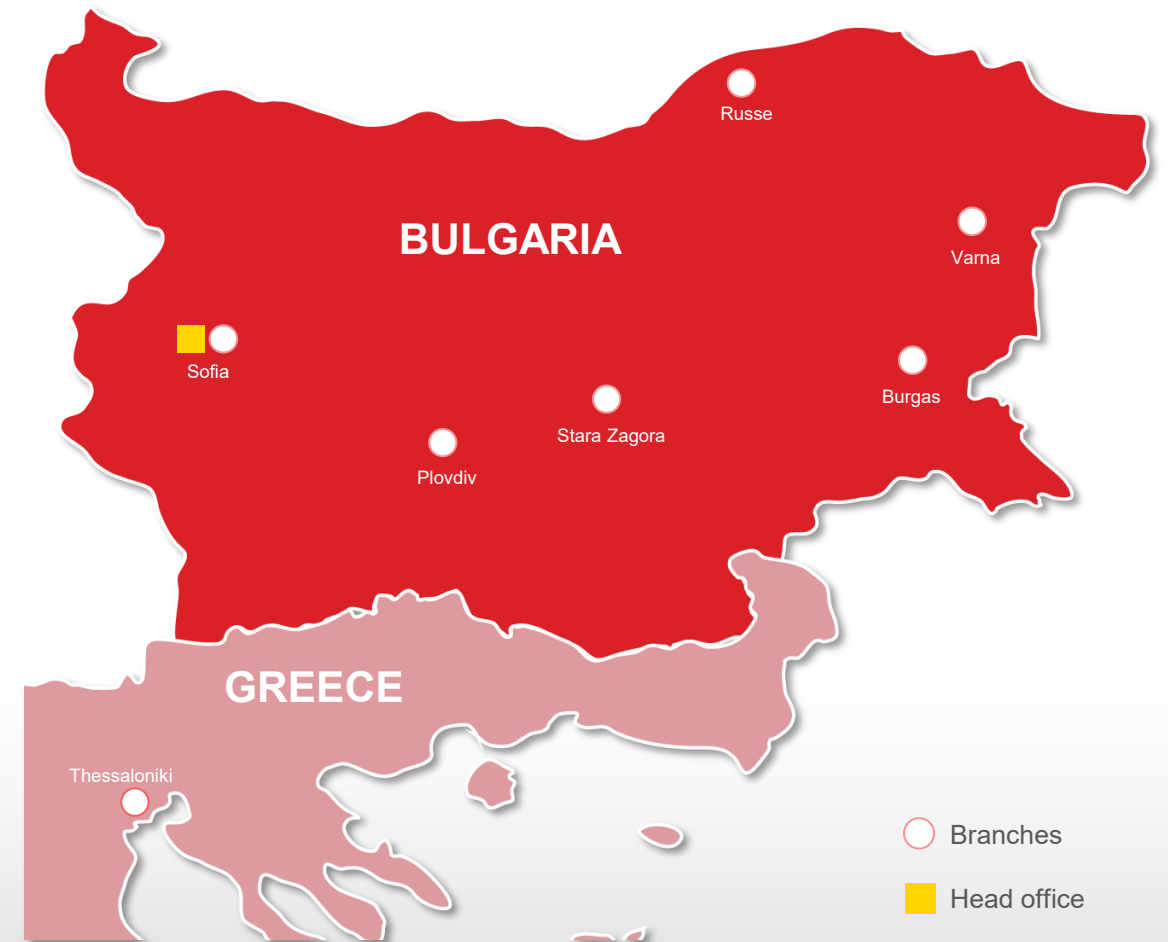 Russe
BULGARIA
Varna
Sofia
Burgas
Stara Zagora
Plovdiv
GREECE
Thessaloniki
Branches
Head office